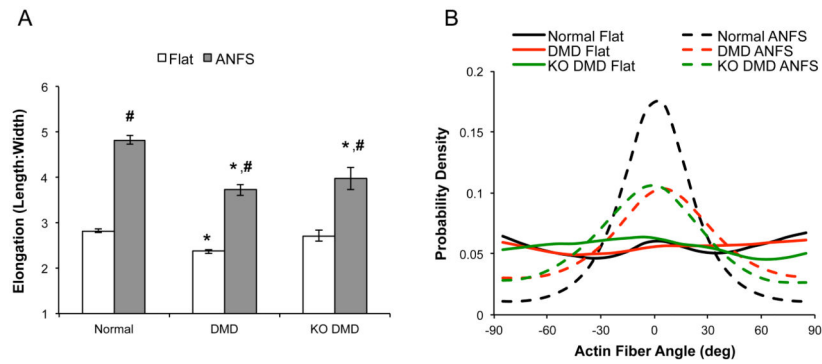 A
Flat ANFS
Elongation (Length:Width)
6
5
4
3
2
1
#
*
*,#
*,#
Normal DMD KO DMD
B
Normal Flat Normal ANFS
DMD Flat DMD ANFS
KO DMD Flat KO DMD ANFS
Probability Density
0.2
0.15
0.1
0.05
0
-90 -60 -30 0 30 60 90
Actin Fiber Angle (deg)